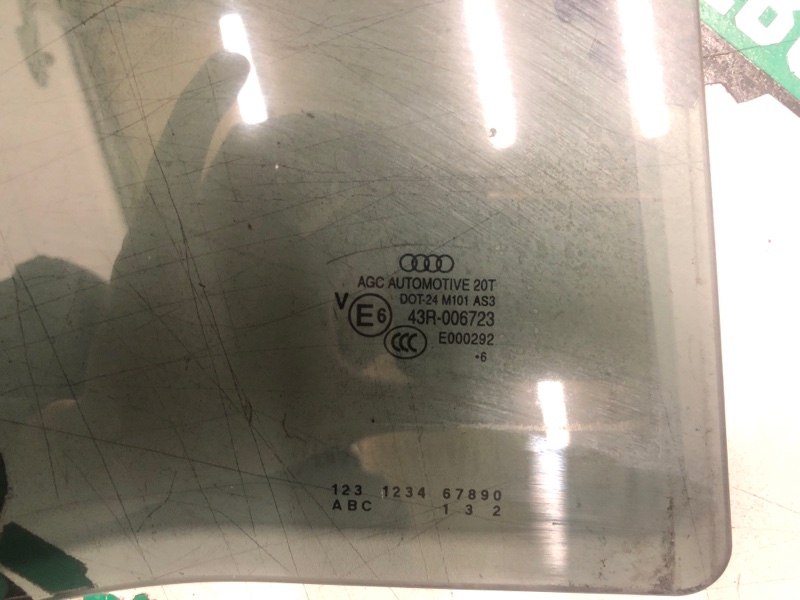 AGC AUTOMOTIVE 20T
DOT-24 M101 AS3
V E6 43R-006723
CCC E000292
·6
123 1234 67890
ABC 1 3 2